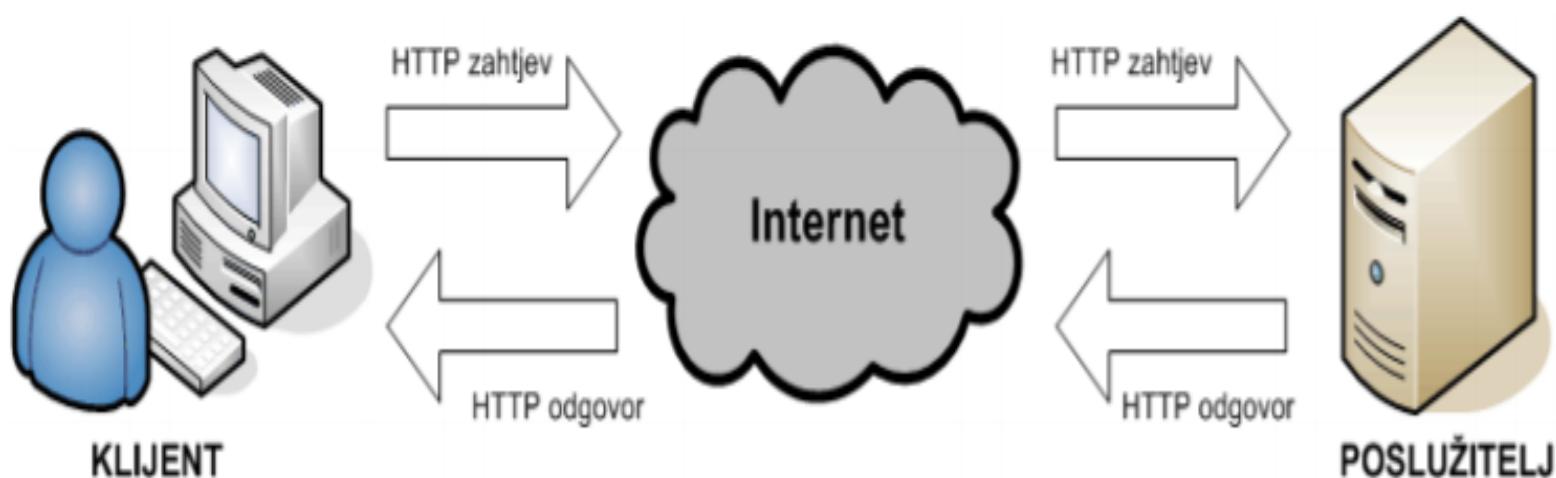 HTTP zahtjev
HTTP zahtjev
Internet
HTTP odgovor
HTTP odgovor
KLIJENT
POSLUŽITELJ